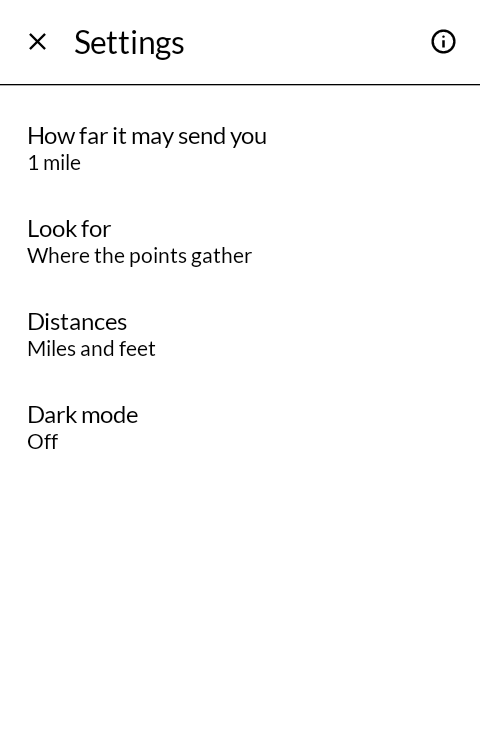 Settings
How far it may send you
1 mile
Look for
Where the points gather
Distances
Miles and feet
Dark mode
Off